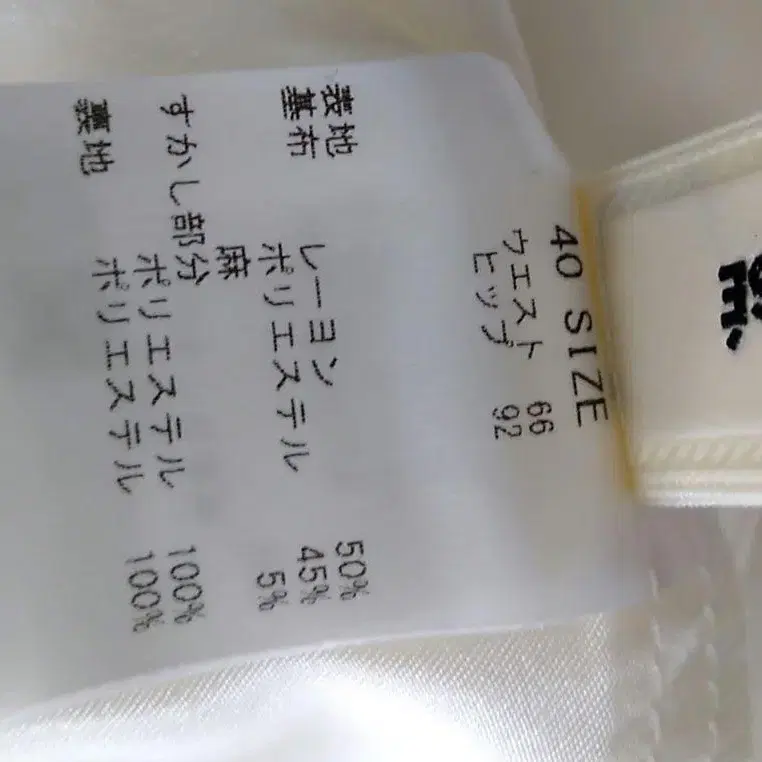 40 SIZE
ウエスト 66
ヒップ 92
表地 レーヨン 50%
基布 ポリエステル 45%
麻 5%
すかし部分 ポリエステル 100%
裏地 ポリエステル 100%